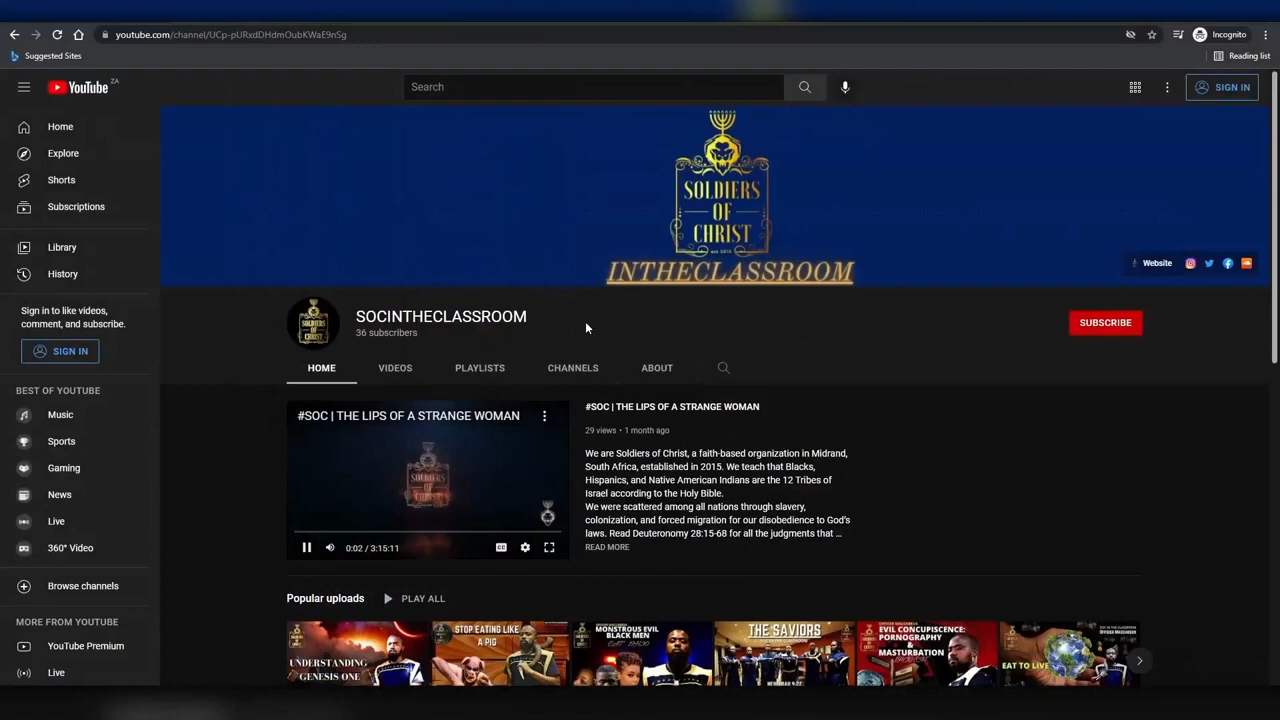 youtube.com/channel/UCp-pURxdDHdmOubKWaE9nSg
Incognito
Suggested Sites
Reading list
YouTube ZA
Search
SIGN IN
Home
Explore
Shorts
Subscriptions
Library
History
Sign in to like videos,
comment, and subscribe.
SIGN IN
BEST OF YOUTUBE
Music
Sports
Gaming
News
Live
360° Video
Browse channels
MORE FROM YOUTUBE
YouTube Premium
Live
SOLDIERS
OF
CHRIST
INTHECLASSROOM
Website
SOLDIERS
OF
CHRIST
SOCINTHECLASSROOM
36 subscribers
SUBSCRIBE
HOME
VIDEOS
PLAYLISTS
CHANNELS
ABOUT
#SOC | THE LIPS OF A STRANGE WOMAN
SOLDIERS
OF
CHRIST
0:02 / 3:15:11
CC
#SOC | THE LIPS OF A STRANGE WOMAN
29 views • 1 month ago
We are Soldiers of Christ, a faith-based organization in Midrand,
South Africa, established in 2015. We teach that Blacks,
Hispanics, and Native American Indians are the 12 Tribes of
Israel according to the Holy Bible.
We were scattered among all nations through slavery,
colonization, and forced migration for our disobedience to God's
laws. Read Deuteronomy 28:15-68 for all the judgments that ...
READ MORE
Popular uploads
PLAY ALL
UNDERSTANDING
GENESIS ONE
STOP EATING LIKE
A PIG
MONSTROUS EVIL
BLACK MEN
THE SAVIORS
EVIL CONCUPISCENCE:
PORNOGRAPHY
&
MASTURBATION
EAT TO LIVE